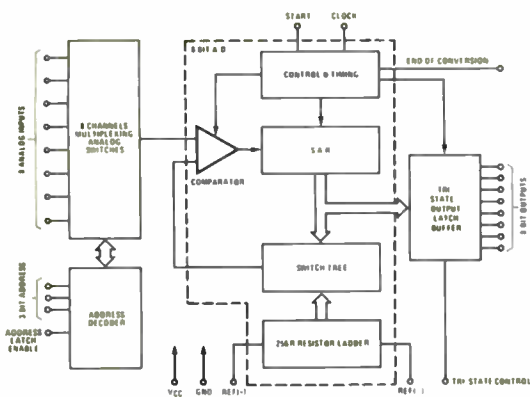 START
CLOCK
8 BIT A/D
END OF CONVERSION
CONTROL & TIMING
8 ANALOG INPUTS
8 CHANNELS
MULTIPLEXING
ANALOG
SWITCHES
S A R
COMPARATOR
TRI
STATE
OUTPUT
LATCH
BUFFER
8 BIT OUTPUTS
SWITCH TREE
3 BIT ADDRESS
ADDRESS
DECODER
ADDRESS
LATCH
ENABLE
256R RESISTOR LADDER
VCC
GND
REF(-)
REF(-)
TRI STATE CONTROL